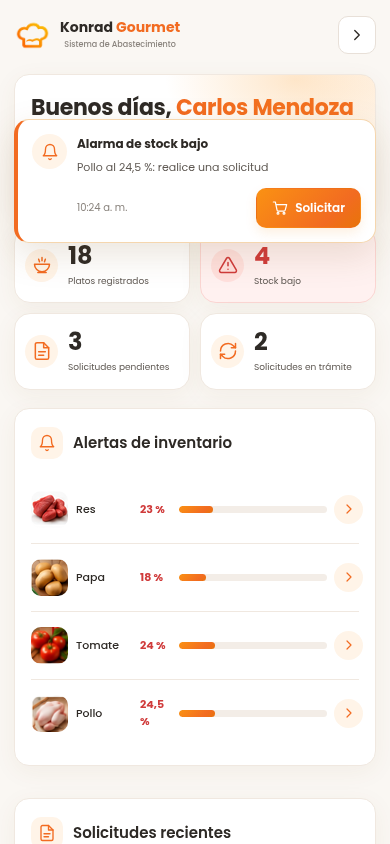 Konrad Gourmet
Sistema de Abastecimiento
Buenos días, Carlos Mendoza
Alarma de stock bajo
Pollo al 24,5 %: realice una solicitud
10:24 a. m.
Solicitar
18
Platos registrados
4
Stock bajo
3
Solicitudes pendientes
2
Solicitudes en trámite
Alertas de inventario
Res
23 %
Papa
18 %
Tomate
24 %
Pollo
24,5
%
Solicitudes recientes